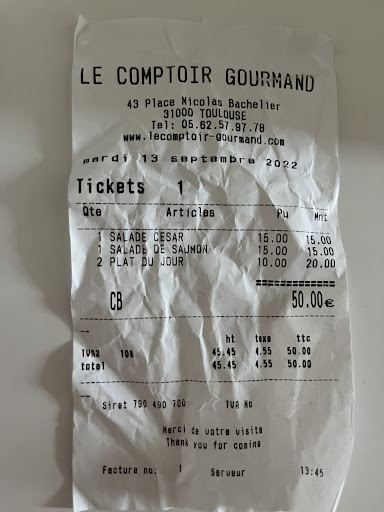 LE COMPTOIR GOURMAND
43 Place Nicolas Bachelier
31000 TOULOUSE
Tel: 05.62.57.97.78
www.lecomptoir-gourmand.com
mardi 13 septembre 2022
Tickets 1
Qte Articles Pu Mnt
1 SALADE CESAR 15.00 15.00
1 SALADE DE SAUMON 15.00 15.00
2 PLAT DU JOUR 10.00 20.00
============
CB 50.00€
--
ht taxe ttc
TVA2 10% 45.45 4.55 50.00
total 45.45 4.55 50.00
--
Siret 790 490 700 TVA No
Merci de votre visite
Thank you for coming
Facture no: 1 Serveur 13:45